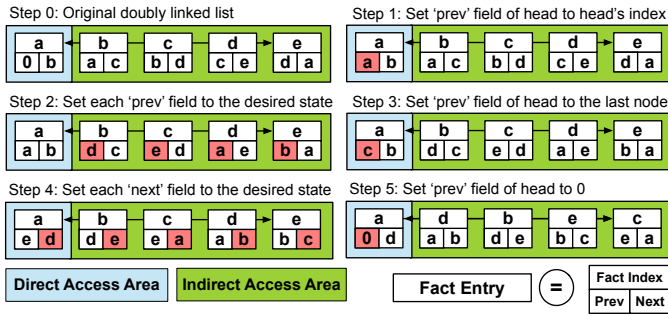 Step 0: Original doubly linked list
a b c d e
0 b a c b d c e d a
Step 1: Set 'prev' field of head to head's index
a b c d e
a b a c b d c e d a
Step 2: Set each 'prev' field to the desired state
a b c d e
a b d c e d a e b a
Step 3: Set 'prev' field of head to the last node
a b c d e
c b d c e d a e b a
Step 4: Set each 'next' field to the desired state
a b c d e
e d d e e a a b b c
Step 5: Set 'prev' field of head to 0
a d b e c
0 d a b d e b c e a
Direct Access Area
Indirect Access Area
Fact Entry = Fact Index
Prev Next